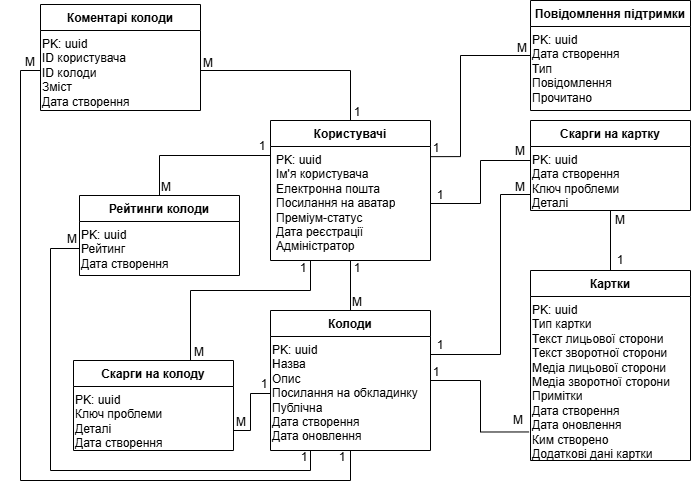 Коментарі колоди
PK: uuid
ID користувача
ID колоди
Зміст
Дата створення
Повідомлення підтримки
PK: uuid
Дата створення
Тип
Повідомлення
Прочитано
M
M
M
1
Користувачі
PK: uuid
Ім'я користувача
Електронна пошта
Посилання на аватар
Преміум-статус
Дата реєстрації
Адміністратор
1
1
1
M
M
Скарги на картку
PK: uuid
Дата створення
Ключ проблеми
Деталі
M
Рейтинги колоди
PK: uuid
Рейтинг
Дата створення
M
M
1
1
1
M
Картки
PK: uuid
Тип картки
Текст лицьової сторони
Текст зворотної сторони
Медіа лицьової сторони
Медіа зворотної сторони
Примітки
Дата створення
Дата оновлення
Ким створено
Додаткові дані картки
Колоди
PK: uuid
Назва
Опис
Посилання на обкладинку
Публічна
Дата створення
Дата оновлення
1
1
M
M
Скарги на колоду
PK: uuid
Ключ проблеми
Деталі
Дата створення
1
M
1
1